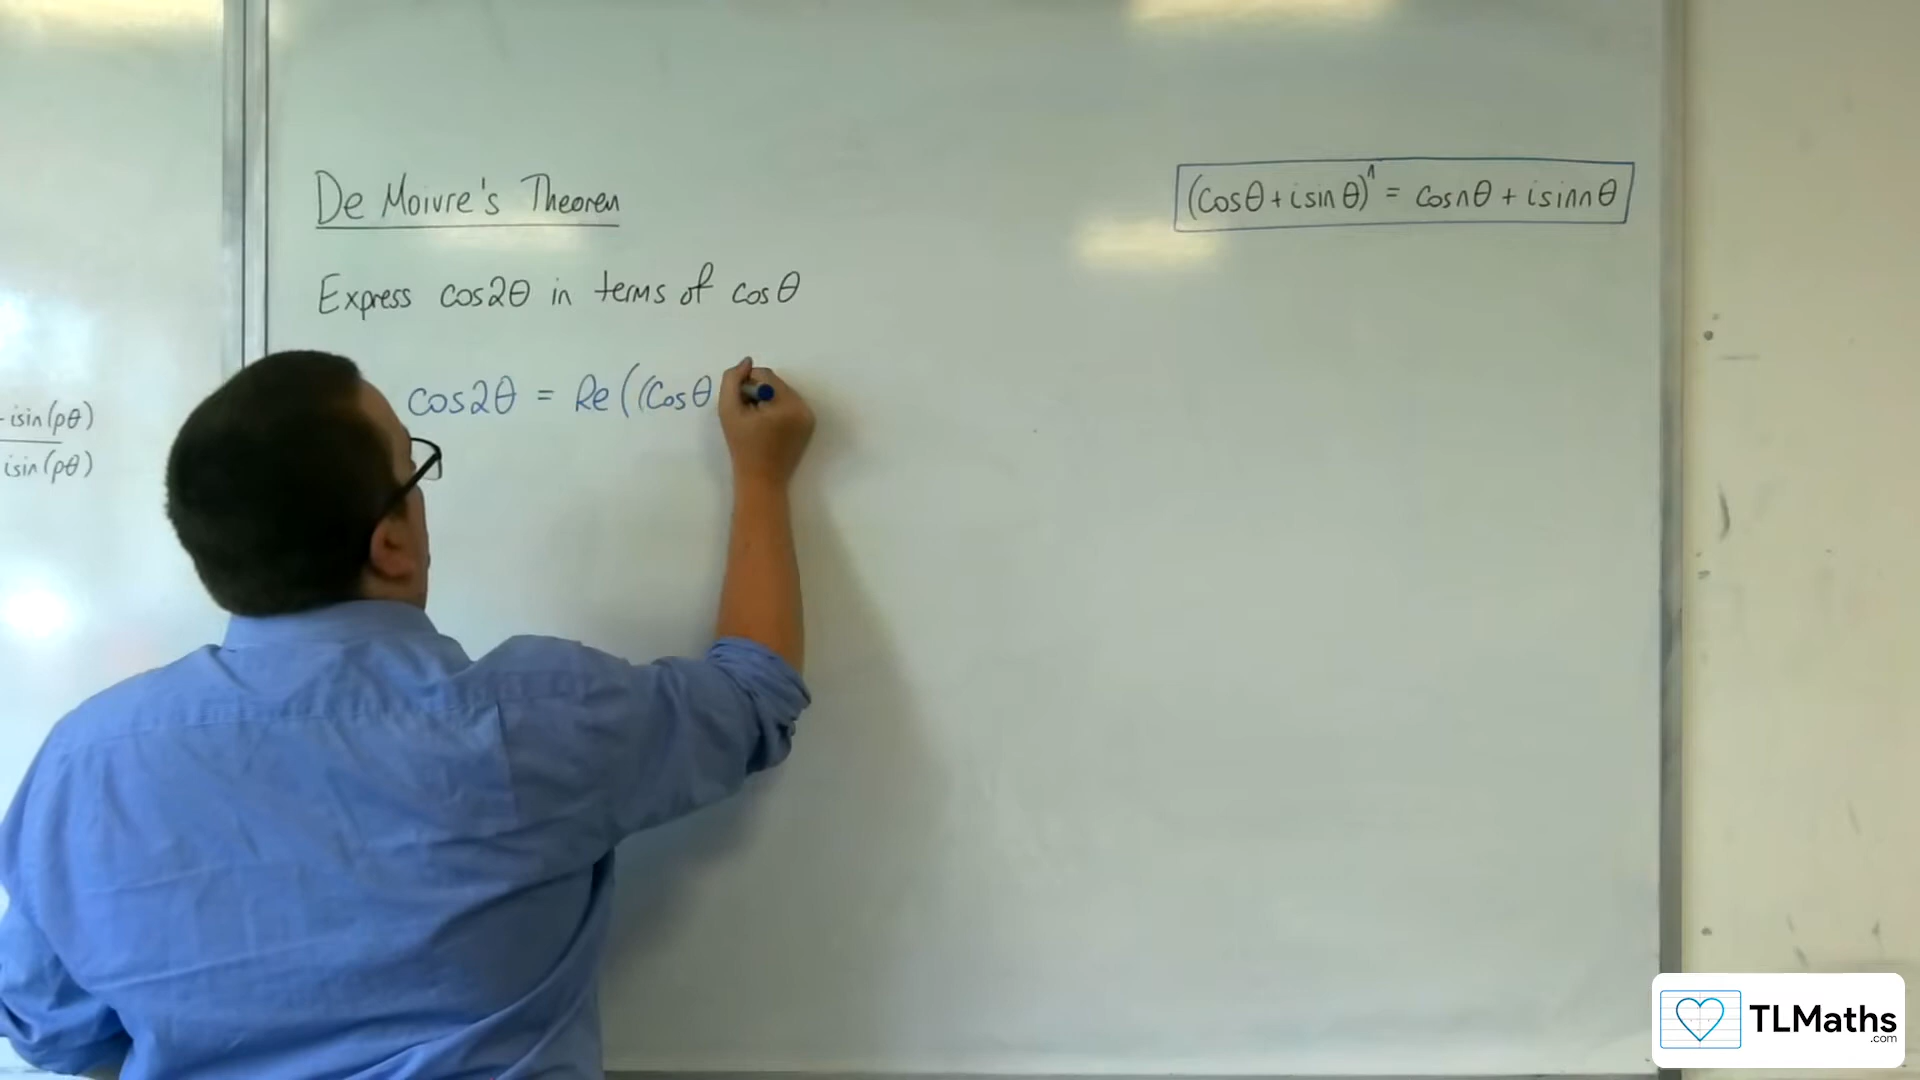 De Moivre's Theorem
(cosθ + isinθ)ⁿ = cosnθ + isinnθ
Express cos2θ in terms of cosθ
cos2θ = Re((cosθ
isin(pθ)
isin(pθ)
TLMaths
.com